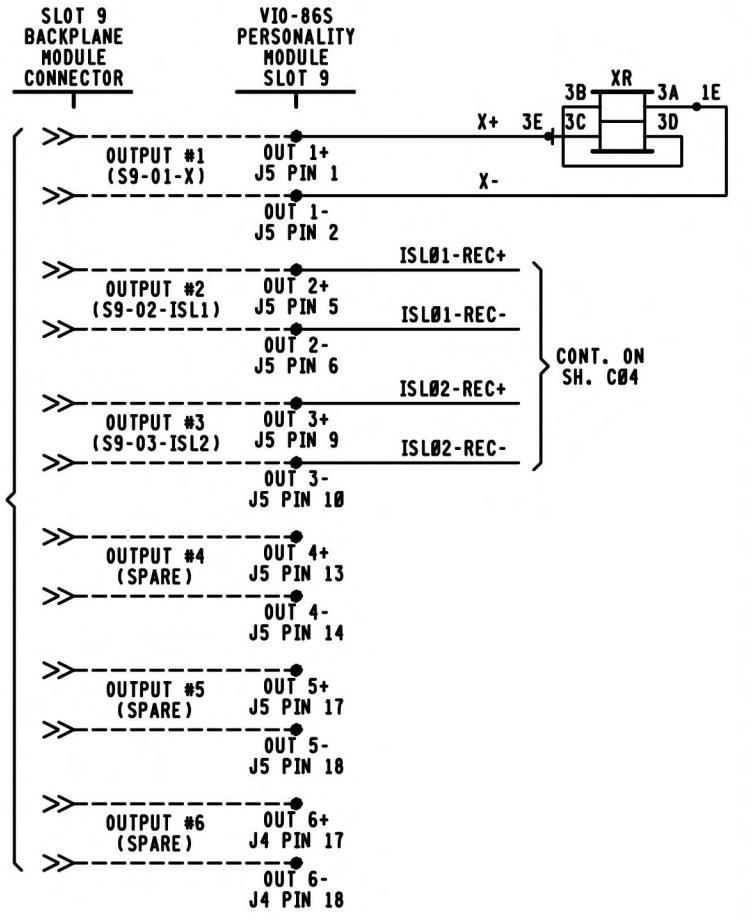 SLOT 9
BACKPLANE
MODULE
CONNECTOR
VIO-86S
PERSONALITY
MODULE
SLOT 9
XR
3B
3A
1E
X+
3E
3C
3D
OUTPUT #1
(S9-01-X)
OUT 1+
J5 PIN 1
X-
OUT 1-
J5 PIN 2
ISLØ1-REC+
OUTPUT #2
(S9-02-ISL1)
OUT 2+
J5 PIN 5
ISLØ1-REC-
OUT 2-
J5 PIN 6
CONT. ON
SH. CØ4
ISLØ2-REC+
OUTPUT #3
(S9-03-ISL2)
OUT 3+
J5 PIN 9
ISLØ2-REC-
OUT 3-
J5 PIN 1Ø
OUTPUT #4
(SPARE)
OUT 4+
J5 PIN 13
OUT 4-
J5 PIN 14
OUTPUT #5
(SPARE)
OUT 5+
J5 PIN 17
OUT 5-
J5 PIN 18
OUTPUT #6
(SPARE)
OUT 6+
J4 PIN 17
OUT 6-
J4 PIN 18